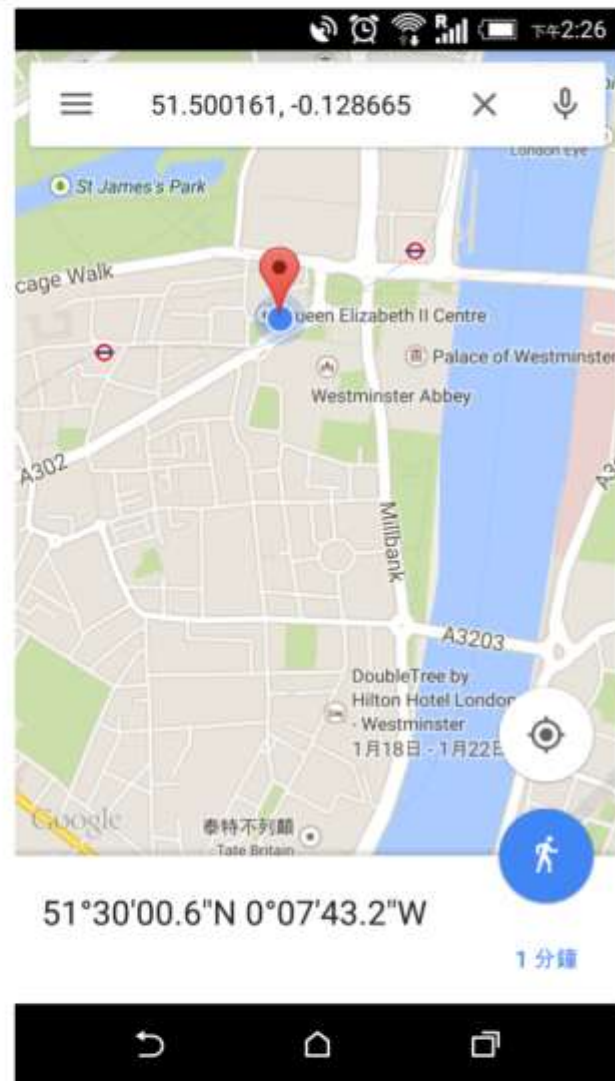 R
下午2:26
51.500161, -0.128665
London Eye
St James's Park
cage Walk
ueen Elizabeth II Centre
Palace of Westminster
Westminster Abbey
A302
Millbank
A3203
DoubleTree by
Hilton Hotel London
- Westminster
1月18日 - 1月22日
Google
泰特不列顛
Tate Britain
51°30'00.6"N 0°07'43.2"W
1 分鐘